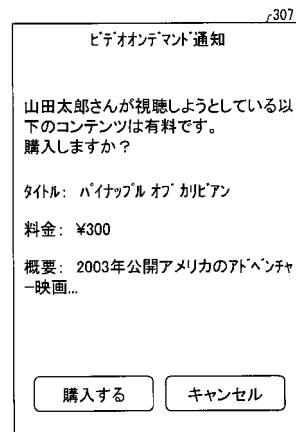 307
ﾋﾞﾃﾞｵｵﾝﾃﾞﾏﾝﾄﾞ通知
山田太郎さんが視聴しようとしている以
下のコンテンツは有料です。
購入しますか？
ﾀｲﾄﾙ: ﾊﾟｲﾅｯﾌﾟﾙ ｵﾌﾞ ｶﾘﾋﾞｱﾝ
料金: ¥300
概要: 2003年公開アメリカのｱﾄﾞﾍﾞﾝﾁｬ
ー映画...
購入する キャンセル